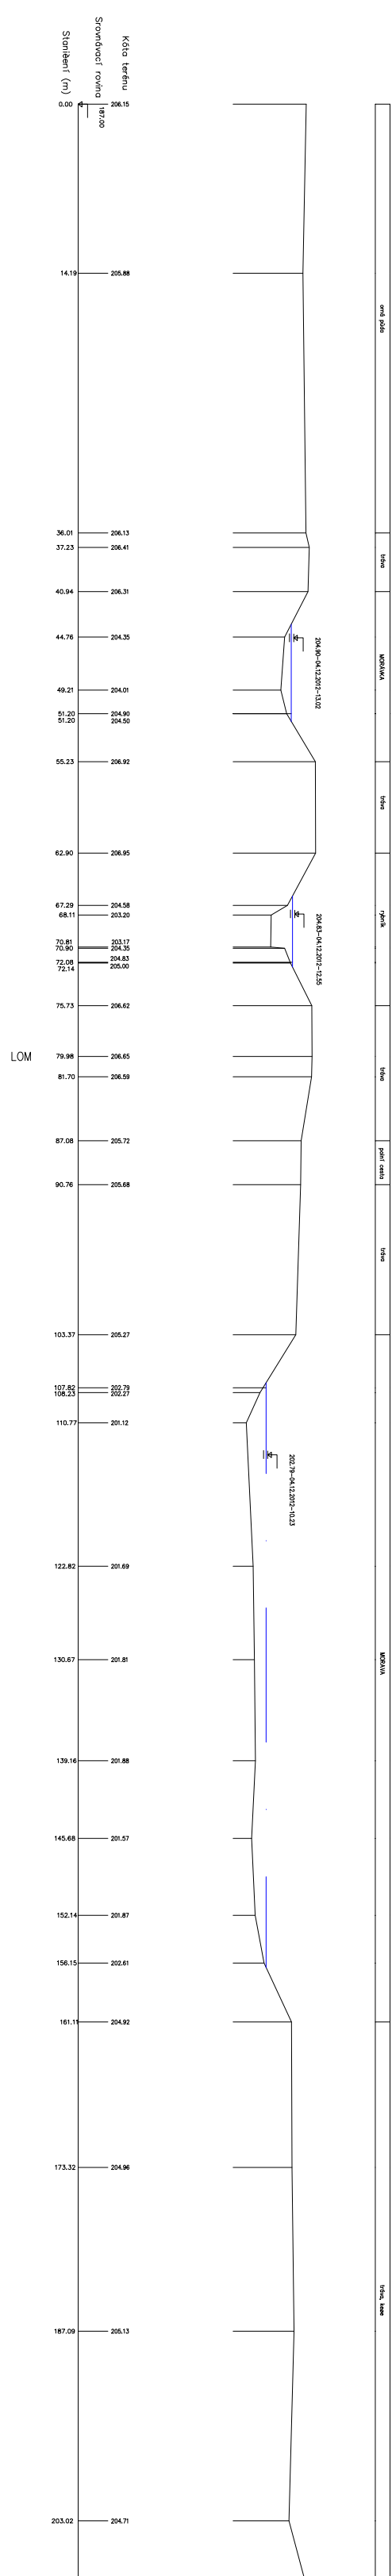 Kóta terénu
Srovnávací rovina
Staničení (m)
187.00
0.00 206.15
14.19 205.88
36.01 206.13
37.23 206.41
40.94 206.31
44.76 204.35
49.21 204.01
51.20 204.90
51.20 204.50
55.23 206.92
62.90 206.95
67.29 204.58
68.11 203.20
70.81 203.17
70.90 204.35
72.08 204.83
72.14 205.00
75.73 206.62
79.98 206.65
81.70 206.59
87.08 205.72
90.76 205.68
103.37 205.27
107.82 202.79
108.23 202.27
110.77 201.12
122.82 201.69
130.67 201.81
139.16 201.88
145.68 201.57
152.14 201.87
156.15 202.61
161.11 204.92
173.32 204.96
187.09 205.13
203.02 204.71
LOM
204.90-04.12.2012-13.02
204.83-04.12.2012-12.55
202.79-04.12.2012-10.23
orná půda
tráva
MORÁVKA
tráva
rybník
tráva
polní cesta
tráva
MORAVA
tráva, keře